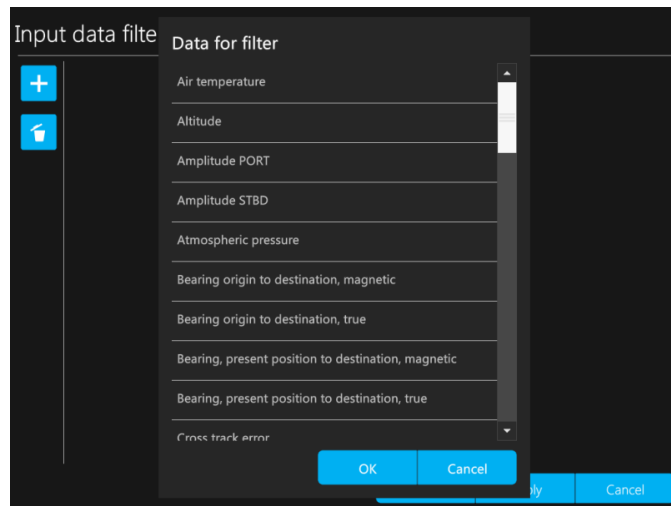 Input data filte
Data for filter
Air temperature
Altitude
Amplitude PORT
Amplitude STBD
Atmospheric pressure
Bearing origin to destination, magnetic
Bearing origin to destination, true
Bearing, present position to destination, magnetic
Bearing, present position to destination, true
Cross track error
OK Cancel
ply Cancel